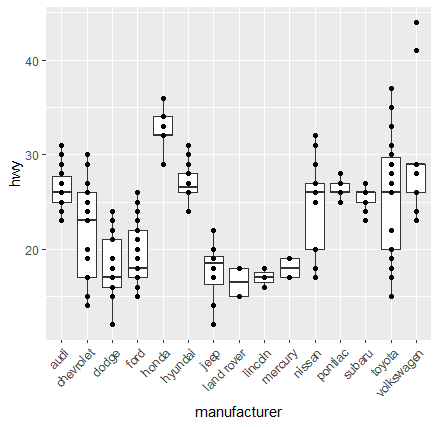 hwy
40
30
20
audi
chevrolet
dodge
ford
honda
hyundai
jeep
land rover
lincoln
mercury
nissan
pontiac
subaru
toyota
volkswagen
manufacturer